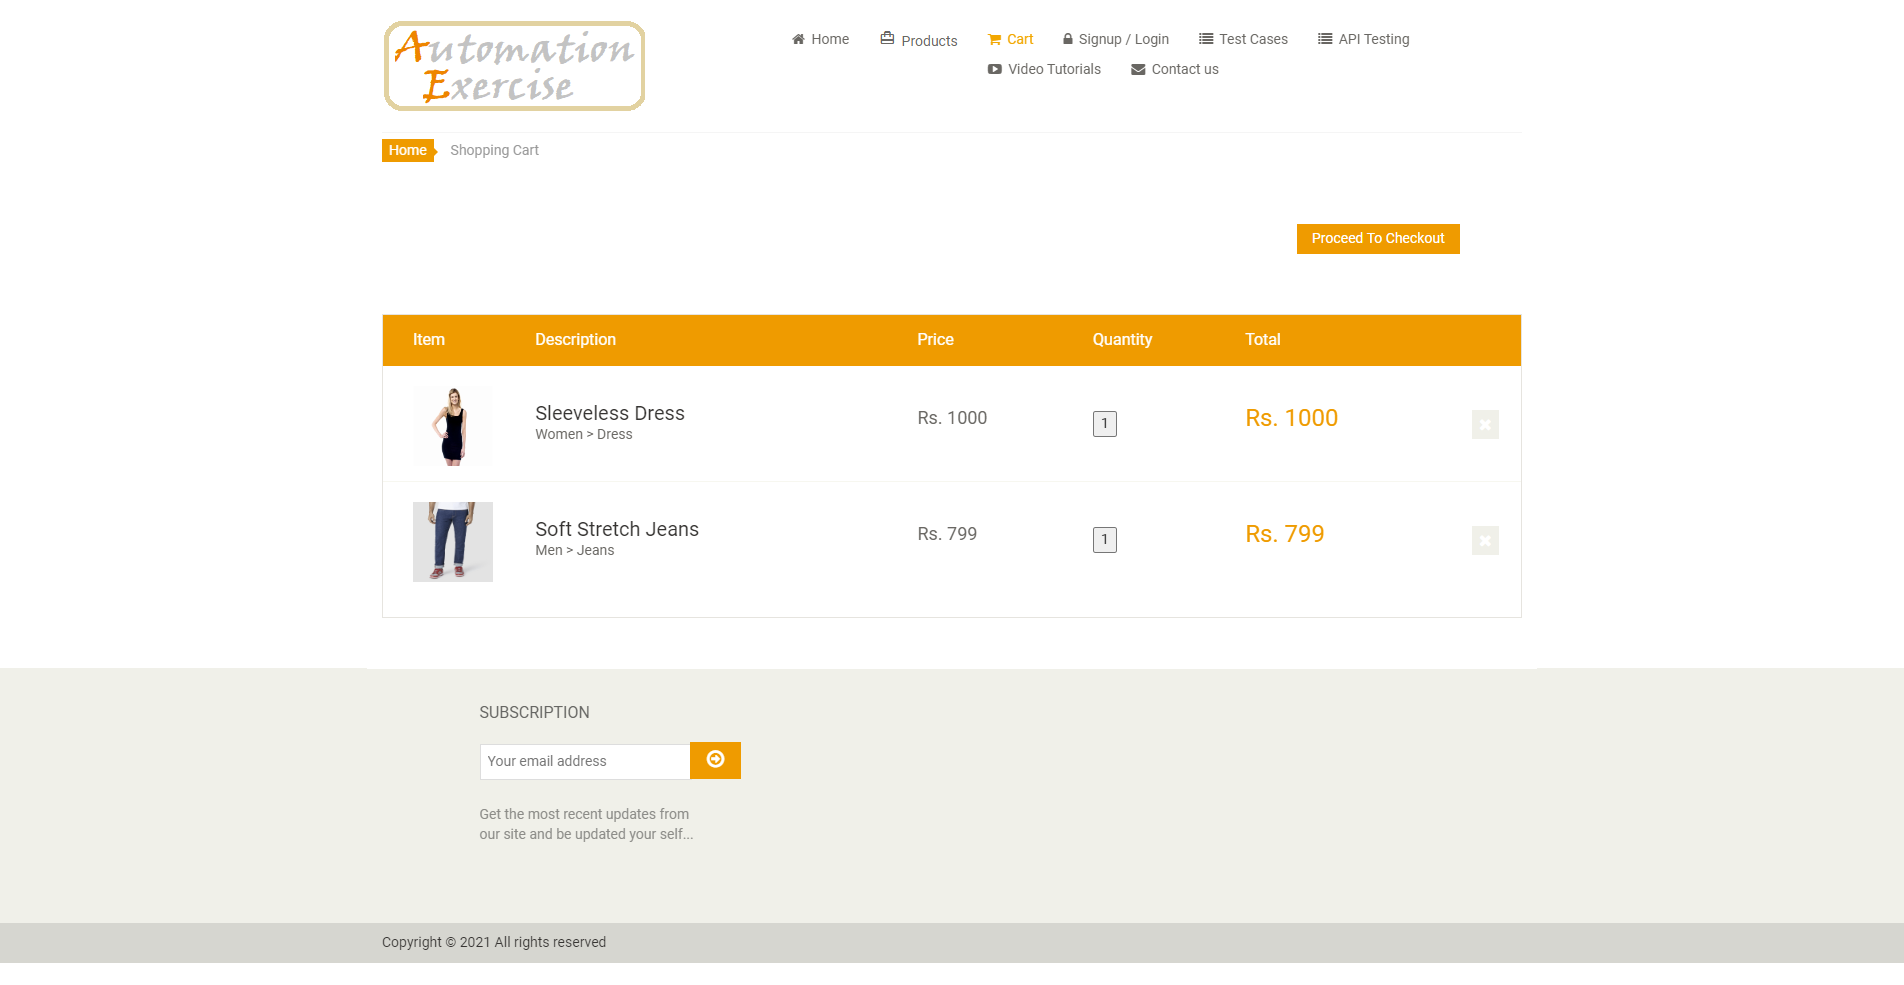 Automation
Exercise
Home Products Cart Signup / Login Test Cases API Testing
Video Tutorials Contact us
Home Shopping Cart
Proceed To Checkout
Item Description Price Quantity Total
Sleeveless Dress Rs. 1000 1 Rs. 1000
Women > Dress
Soft Stretch Jeans Rs. 799 1 Rs. 799
Men > Jeans
SUBSCRIPTION
Your email address
Get the most recent updates from
our site and be updated your self...
Copyright © 2021 All rights reserved